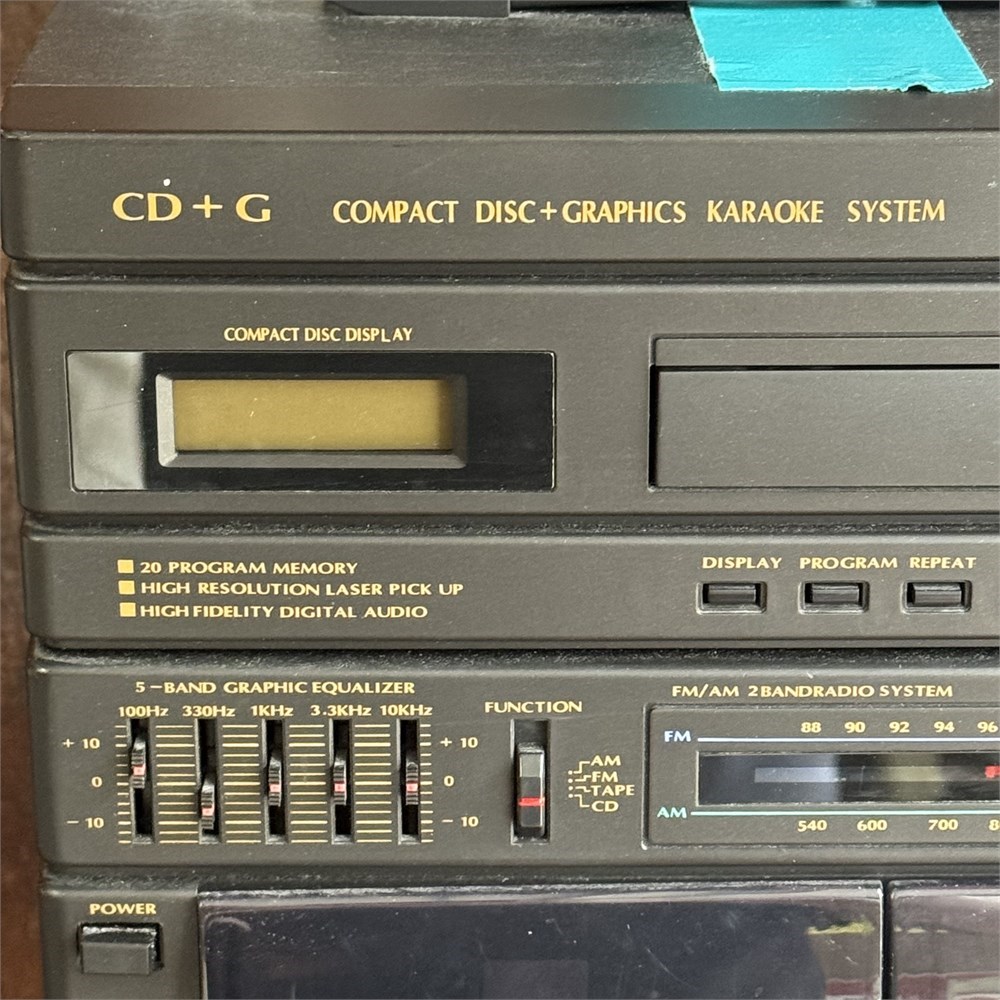 CD+G COMPACT DISC+GRAPHICS KARAOKE SYSTEM
COMPACT DISC DISPLAY
20 PROGRAM MEMORY
HIGH RESOLUTION LASER PICK UP
HIGH FIDELITY DIGITAL AUDIO
DISPLAY PROGRAM REPEAT
5-BAND GRAPHIC EQUALIZER
100Hz 330Hz 1KHz 3.3KHz 10KHz
+10 +10
0 0
-10 -10
FUNCTION
AM
FM
TAPE
CD
FM/AM 2BANDRADIO SYSTEM
88 90 92 94 96
FM
AM
540 600 700 8
POWER